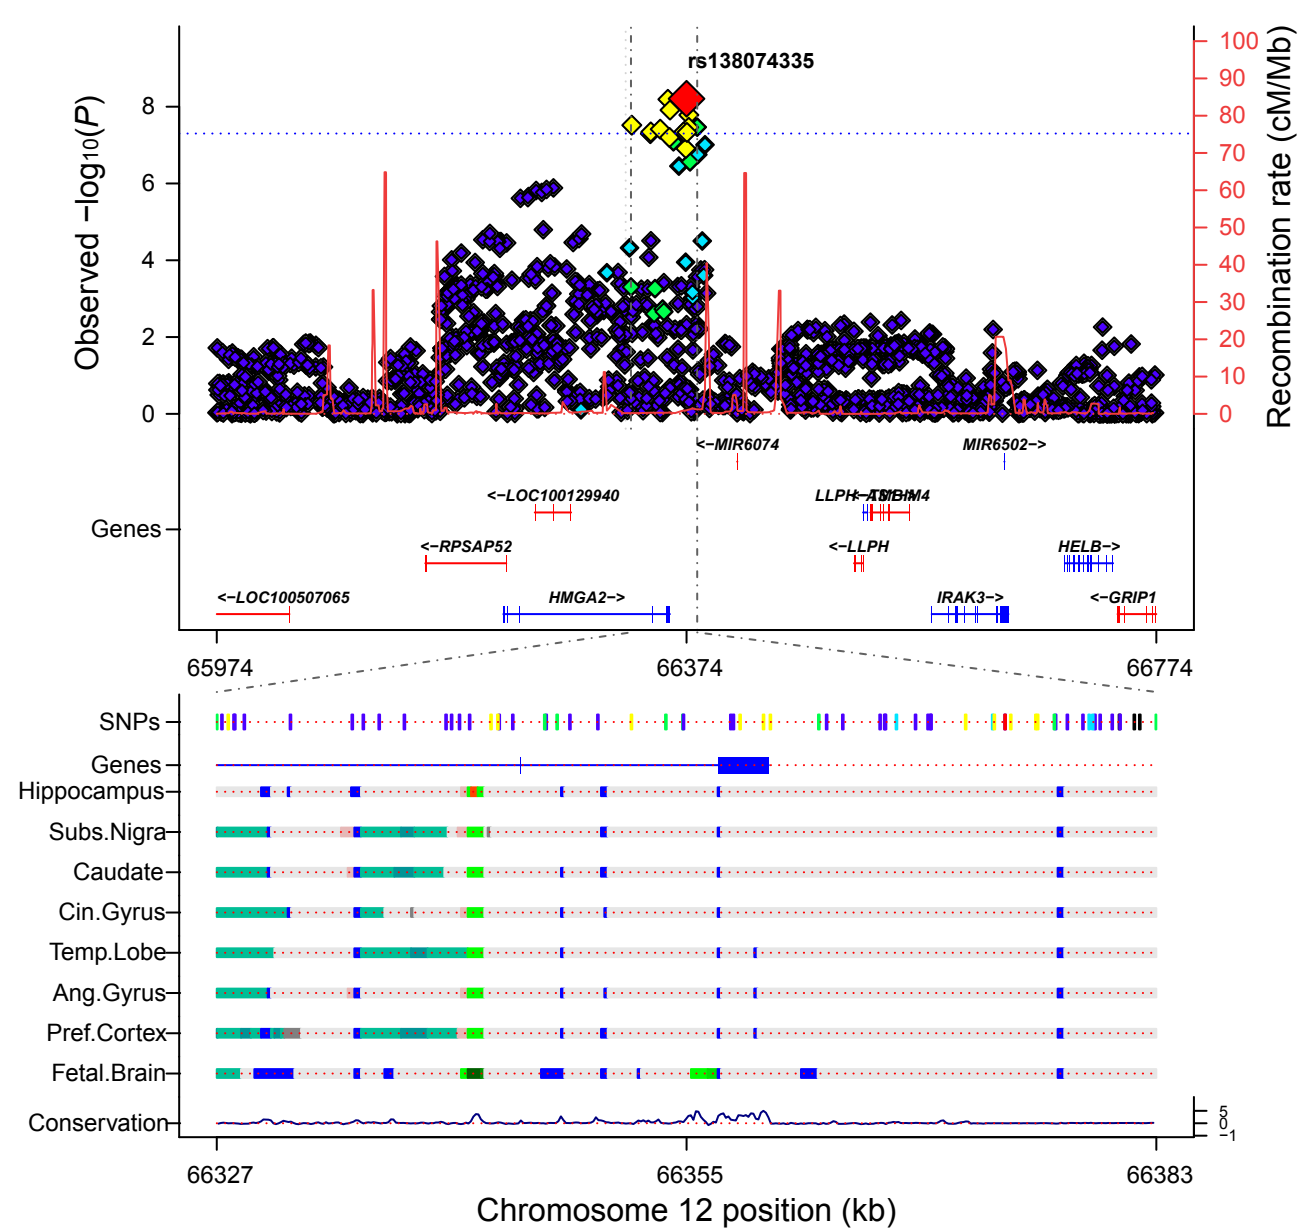 rs138074335
Observed −log10(P)
8
6
4
2
0
Recombination rate (cM/Mb)
100
90
80
70
60
50
40
30
20
10
0
<−MIR6074
MIR6502−>
<−LOC100129940
Genes
<−RPSAP52
<−LLPH
HELB−>
<−LOC100507065
HMGA2−>
IRAK3−>
<−GRIP1
65974
66374
66774
SNPs
Genes
Hippocampus
Subs.Nigra
Caudate
Cin.Gyrus
Temp.Lobe
Ang.Gyrus
Pref.Cortex
Fetal.Brain
Conservation
5
0
−1
66327
66355
66383
Chromosome 12 position (kb)